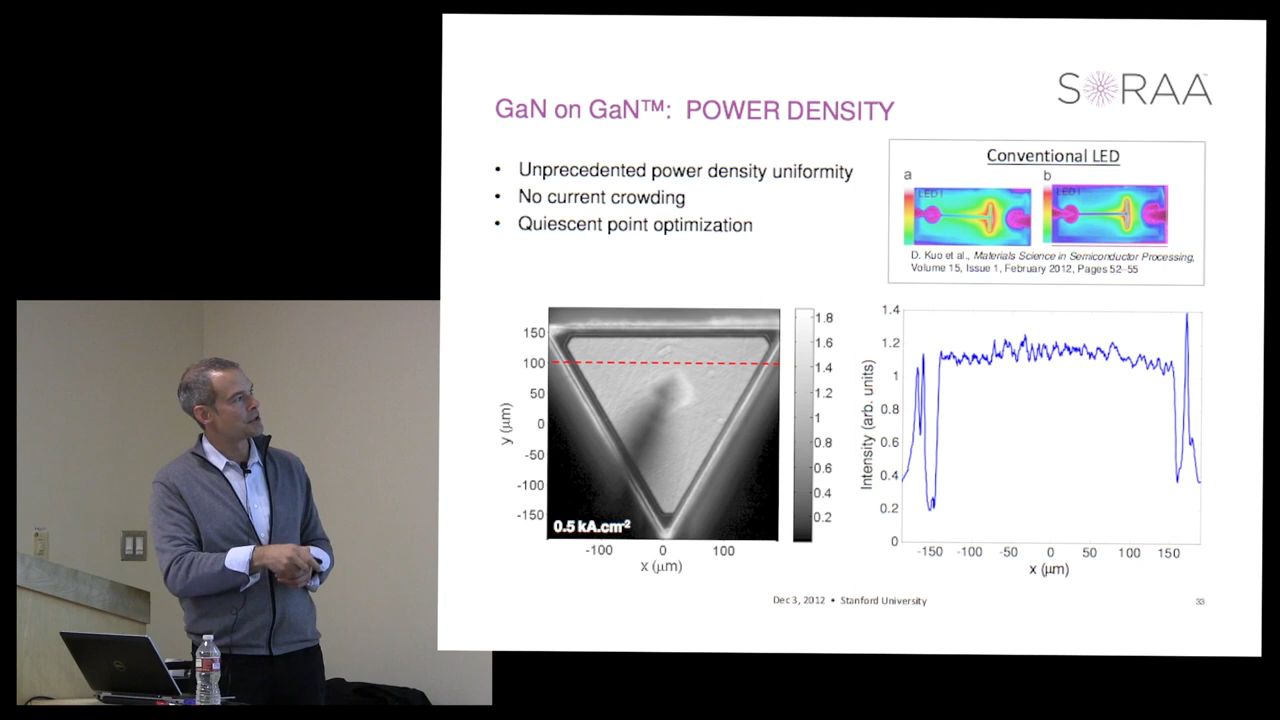 SORAA
GaN on GaN™: POWER DENSITY
• Unprecedented power density uniformity
• No current crowding
• Quiescent point optimization
Conventional LED
a
b
LED I
LED I
D. Kuo et al., Materials Science in Semiconductor Processing,
Volume 15, Issue 1, February 2012, Pages 52–55
150
100
50
0
-50
-100
-150
y (μm)
0.5 kA.cm-2
-100
0
100
x (μm)
1.8
1.6
1.4
1.2
1
0.8
0.6
0.4
0.2
1.4
1.2
1
0.8
0.6
0.4
0.2
0
Intensity (arb. units)
-150
-100
-50
0
50
100
150
x (μm)
Dec 3, 2012 • Stanford University
33
DELL